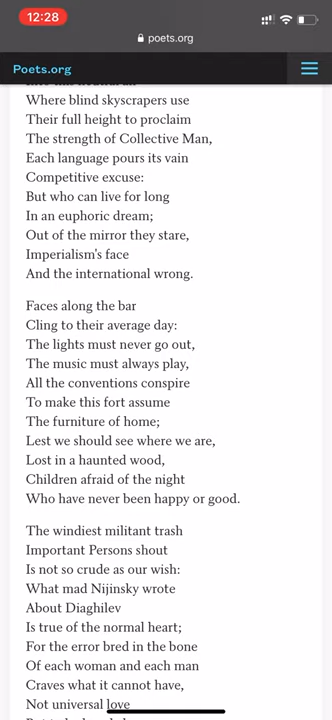 12:28
poets.org
Poets.org
Where blind skyscrapers use
Their full height to proclaim
The strength of Collective Man,
Each language pours its vain
Competitive excuse:
But who can live for long
In an euphoric dream;
Out of the mirror they stare,
Imperialism's face
And the international wrong.
Faces along the bar
Cling to their average day:
The lights must never go out,
The music must always play,
All the conventions conspire
To make this fort assume
The furniture of home;
Lest we should see where we are,
Lost in a haunted wood,
Children afraid of the night
Who have never been happy or good.
The windiest militant trash
Important Persons shout
Is not so crude as our wish:
What mad Nijinsky wrote
About Diaghilev
Is true of the normal heart;
For the error bred in the bone
Of each woman and each man
Craves what it cannot have,
Not universal love